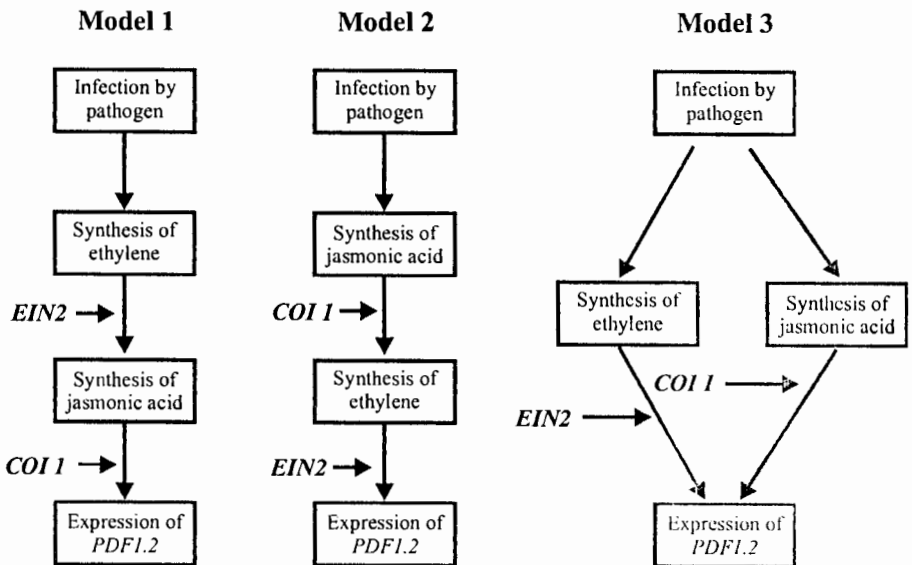 Model 1
Infection by
pathogen
Synthesis of
ethylene
EIN2
Synthesis of
jasmonic acid
COI 1
Expression of
PDF1.2
Model 2
Infection by
pathogen
Synthesis of
jasmonic acid
COI 1
Synthesis of
ethylene
EIN2
Expression of
PDF1.2
Model 3
Infection by
pathogen
Synthesis of
ethylene
Synthesis of
jasmonic acid
COI 1
EIN2
Expression of
PDF1.2